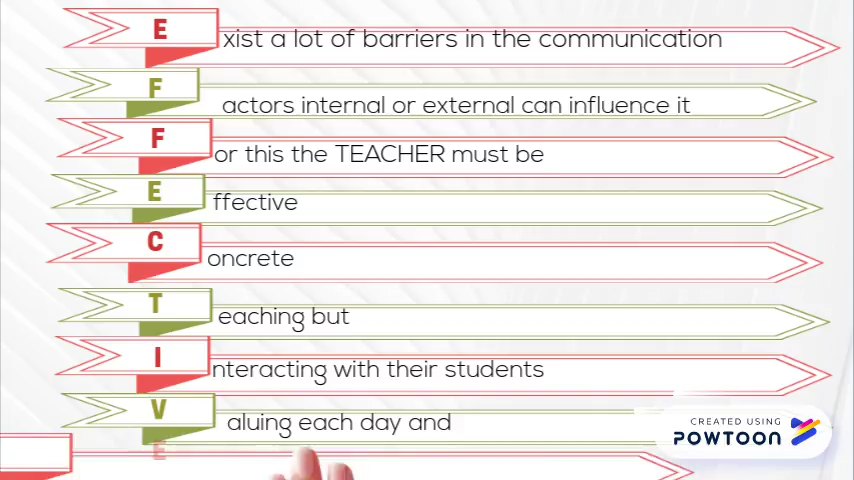 E xist a lot of barriers in the communication
F actors internal or external can influence it
F or this the TEACHER must be
E ffective
C oncrete
T eaching but
I nteracting with their students
V aluing each day and
E
CREATED USING
POWTOON